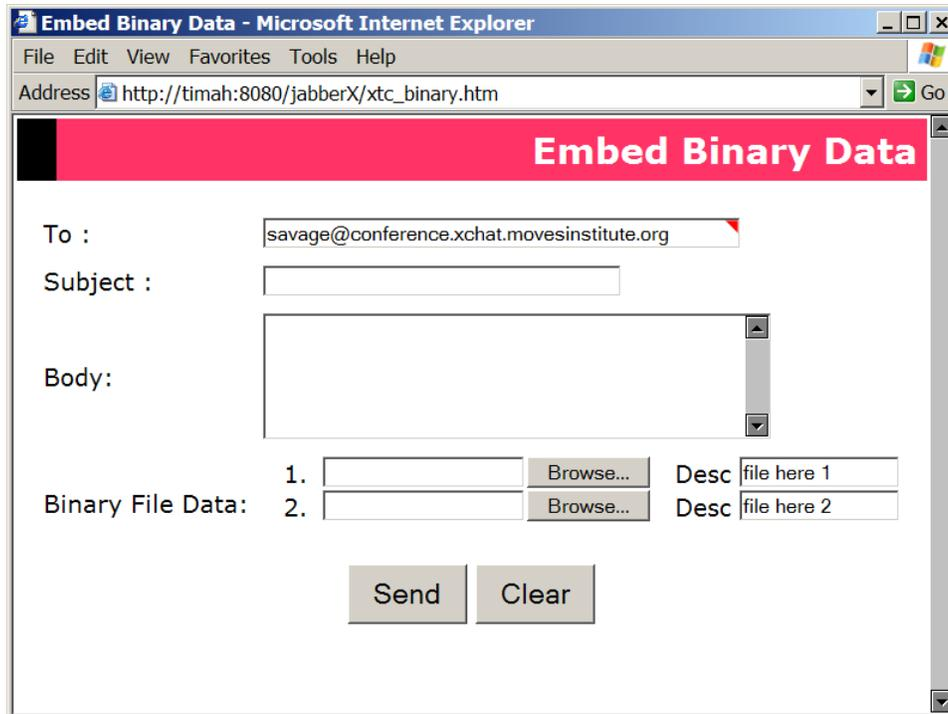 Embed Binary Data - Microsoft Internet Explorer
File Edit View Favorites Tools Help
Address http://timah:8080/jabberX/xtc_binary.htm Go
Embed Binary Data
To : savage@conference.xchat.movesinstitute.org
Subject :
Body:
Binary File Data:
1. Browse... Desc file here 1
2. Browse... Desc file here 2
Send Clear